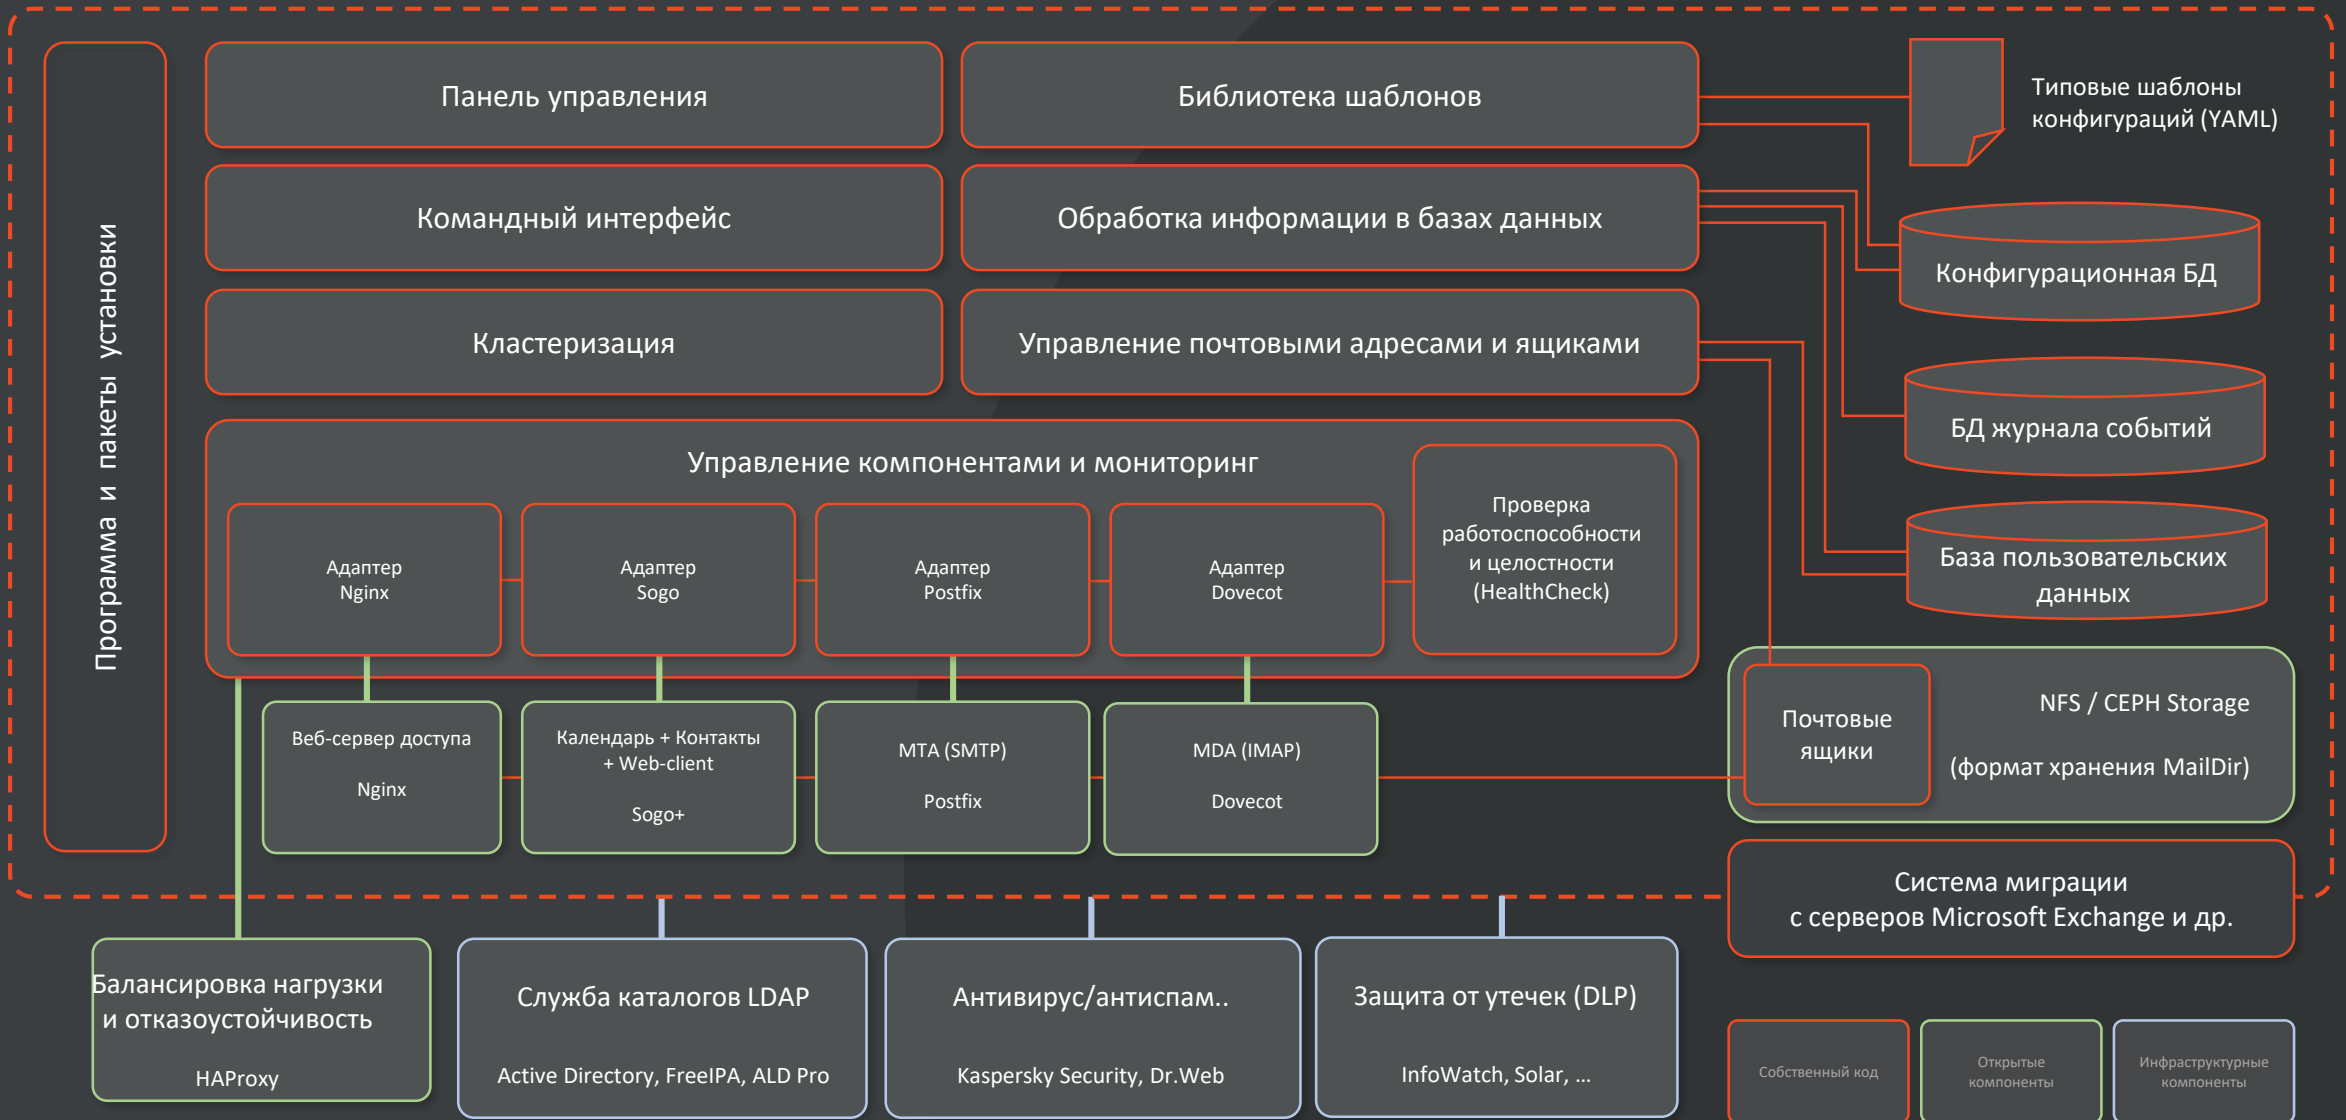 Программа и пакеты установки
Панель управления
Библиотека шаблонов
Типовые шаблоны
конфигураций (YAML)
Командный интерфейс
Обработка информации в базах данных
Конфигурационная БД
Кластеризация
Управление почтовыми адресами и ящиками
БД журнала событий
Управление компонентами и мониторинг
Адаптер
Nginx
Адаптер
Sogo
Адаптер
Postfix
Адаптер
Dovecot
Проверка
работоспособности
и целостности
(HealthCheck)
База пользовательских
данных
Веб-сервер доступа
Nginx
Календарь + Контакты
+ Web-client
Sogo+
MTA (SMTP)
Postfix
MDA (IMAP)
Dovecot
Почтовые
ящики
NFS / CEPH Storage
(формат хранения MailDir)
Система миграции
с серверов Microsoft Exchange и др.
Балансировка нагрузки
и отказоустойчивость
HAProxy
Служба каталогов LDAP
Active Directory, FreeIPA, ALD Pro
Антивирус/антиспам..
Kaspersky Security, Dr.Web
Защита от утечек (DLP)
InfoWatch, Solar, ...
Собственный код
Открытые
компоненты
Инфраструктурные
компоненты